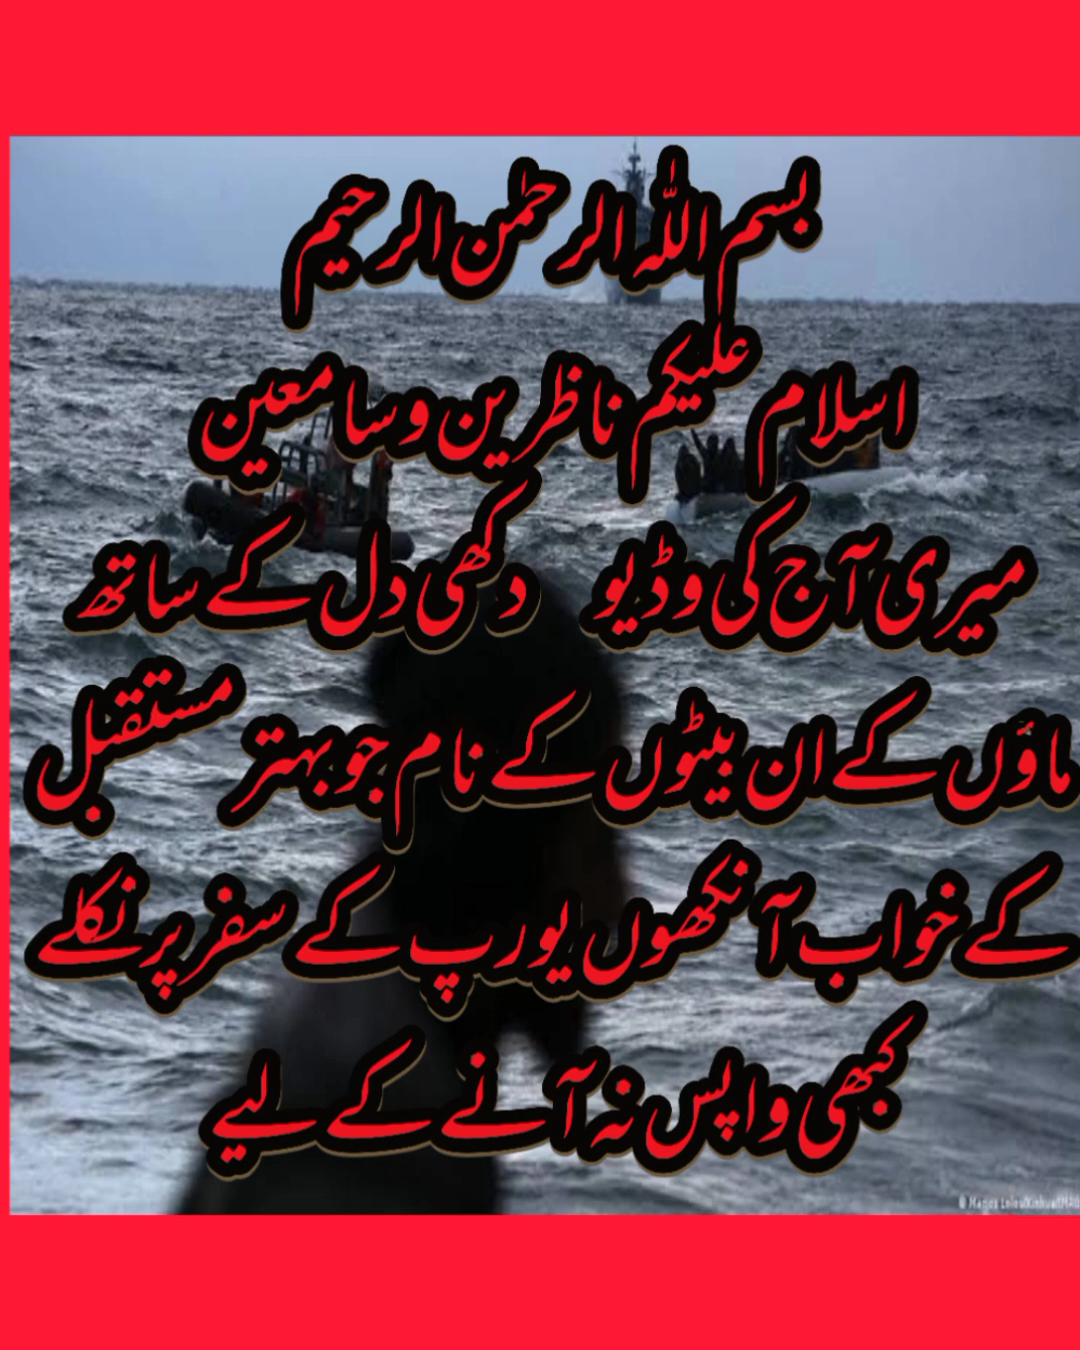 بسم اللہ الرحمٰن الرحیم
اسلام علیکم ناظرین وسامعین
میری آج کی وڈیو دکھی دل کے ساتھ
ماؤں کے ان بیٹوں کے نام جو بہتر مستقبل
کے خواب آنکھوں یورپ کے سفر پر نکلے
کبھی واپس نہ آنے کے لیے